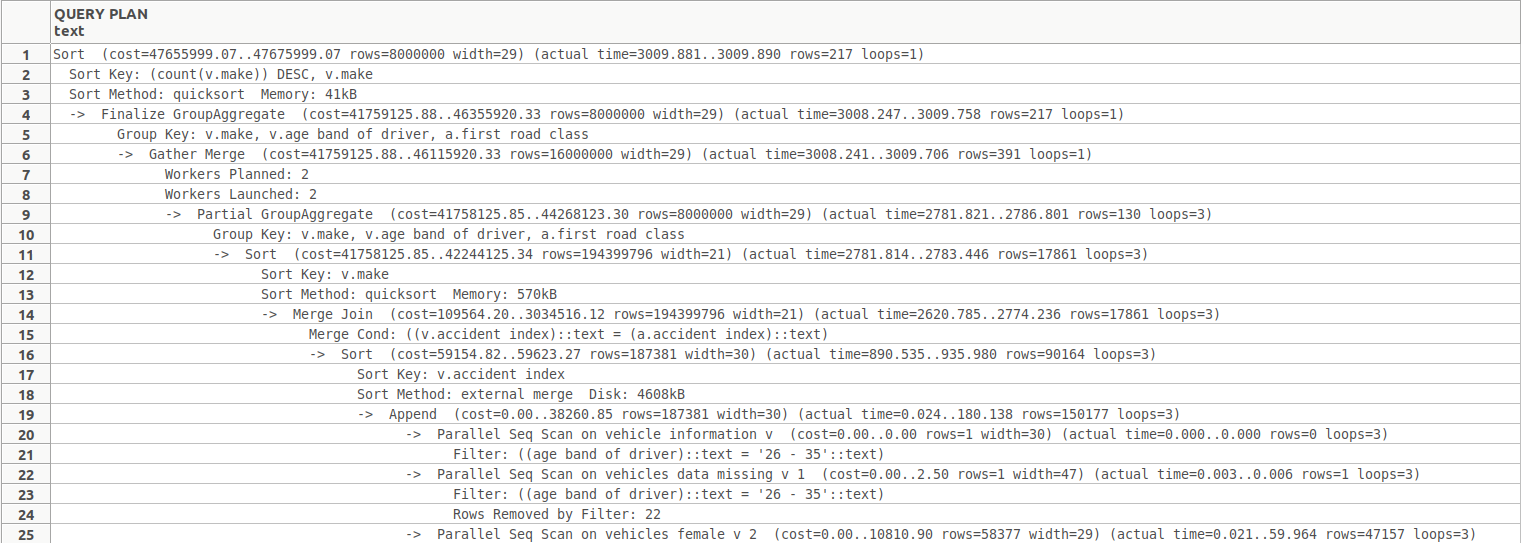 QUERY PLAN
text
1 Sort (cost=47655999.07..47675999.07 rows=8000000 width=29) (actual time=3009.881..3009.890 rows=217 loops=1)
2 Sort Key: (count(v.make)) DESC, v.make
3 Sort Method: quicksort Memory: 41kB
4 -> Finalize GroupAggregate (cost=41759125.88..46355920.33 rows=8000000 width=29) (actual time=3008.247..3009.758 rows=217 loops=1)
5 Group Key: v.make, v.age band of driver, a.first road class
6 -> Gather Merge (cost=41759125.88..46115920.33 rows=16000000 width=29) (actual time=3008.241..3009.706 rows=391 loops=1)
7 Workers Planned: 2
8 Workers Launched: 2
9 -> Partial GroupAggregate (cost=41758125.85..44268123.30 rows=8000000 width=29) (actual time=2781.821..2786.801 rows=130 loops=3)
10 Group Key: v.make, v.age band of driver, a.first road class
11 -> Sort (cost=41758125.85..42244125.34 rows=194399796 width=21) (actual time=2781.814..2783.446 rows=17861 loops=3)
12 Sort Key: v.make
13 Sort Method: quicksort Memory: 570kB
14 -> Merge Join (cost=109564.20..3034516.12 rows=194399796 width=21) (actual time=2620.785..2774.236 rows=17861 loops=3)
15 Merge Cond: ((v.accident index)::text = (a.accident index)::text)
16 -> Sort (cost=59154.82..59623.27 rows=187381 width=30) (actual time=890.535..935.980 rows=90164 loops=3)
17 Sort Key: v.accident index
18 Sort Method: external merge Disk: 4608kB
19 -> Append (cost=0.00..38260.85 rows=187381 width=30) (actual time=0.024..180.138 rows=150177 loops=3)
20 -> Parallel Seq Scan on vehicle information v (cost=0.00..0.00 rows=1 width=30) (actual time=0.000..0.000 rows=0 loops=3)
21 Filter: ((age band of driver)::text = '26 - 35'::text)
22 -> Parallel Seq Scan on vehicles data missing v 1 (cost=0.00..2.50 rows=1 width=47) (actual time=0.003..0.006 rows=1 loops=3)
23 Filter: ((age band of driver)::text = '26 - 35'::text)
24 Rows Removed by Filter: 22
25 -> Parallel Seq Scan on vehicles female v 2 (cost=0.00..10810.90 rows=58377 width=29) (actual time=0.021..59.964 rows=47157 loops=3)